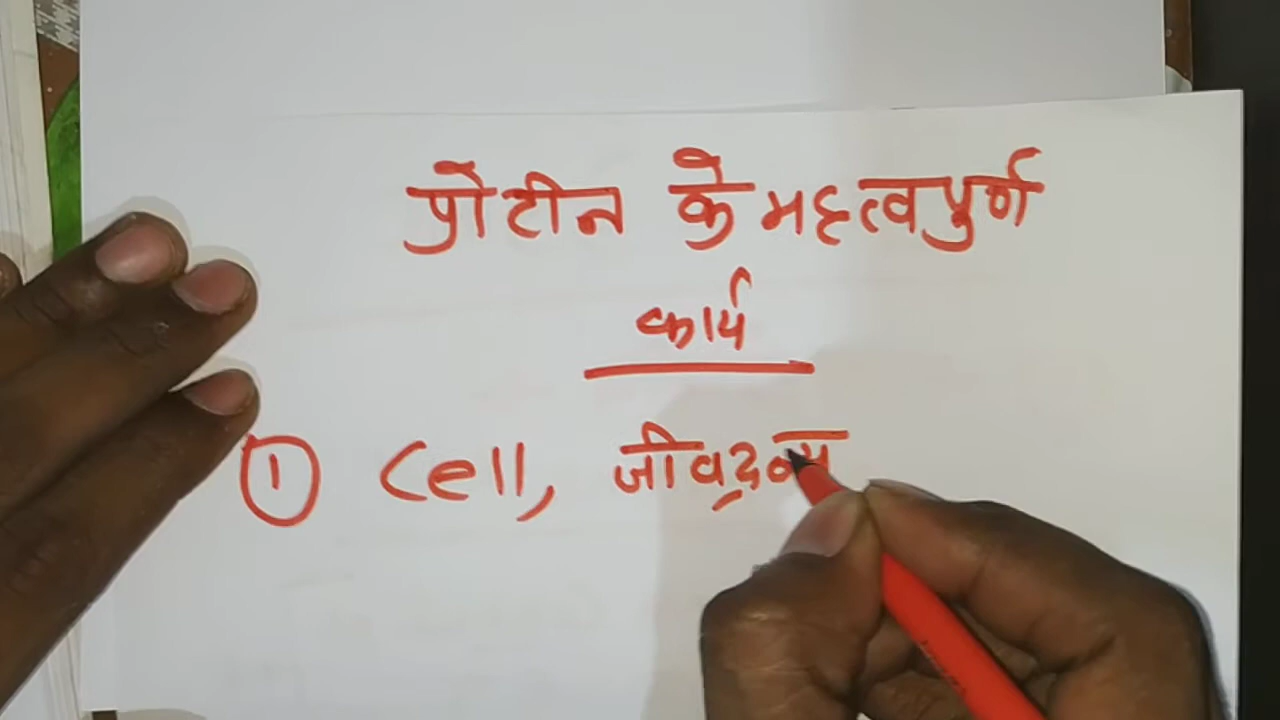 प्रोटीन के महत्वपुर्ण
कार्य
① Cell, जीवद्रव्य